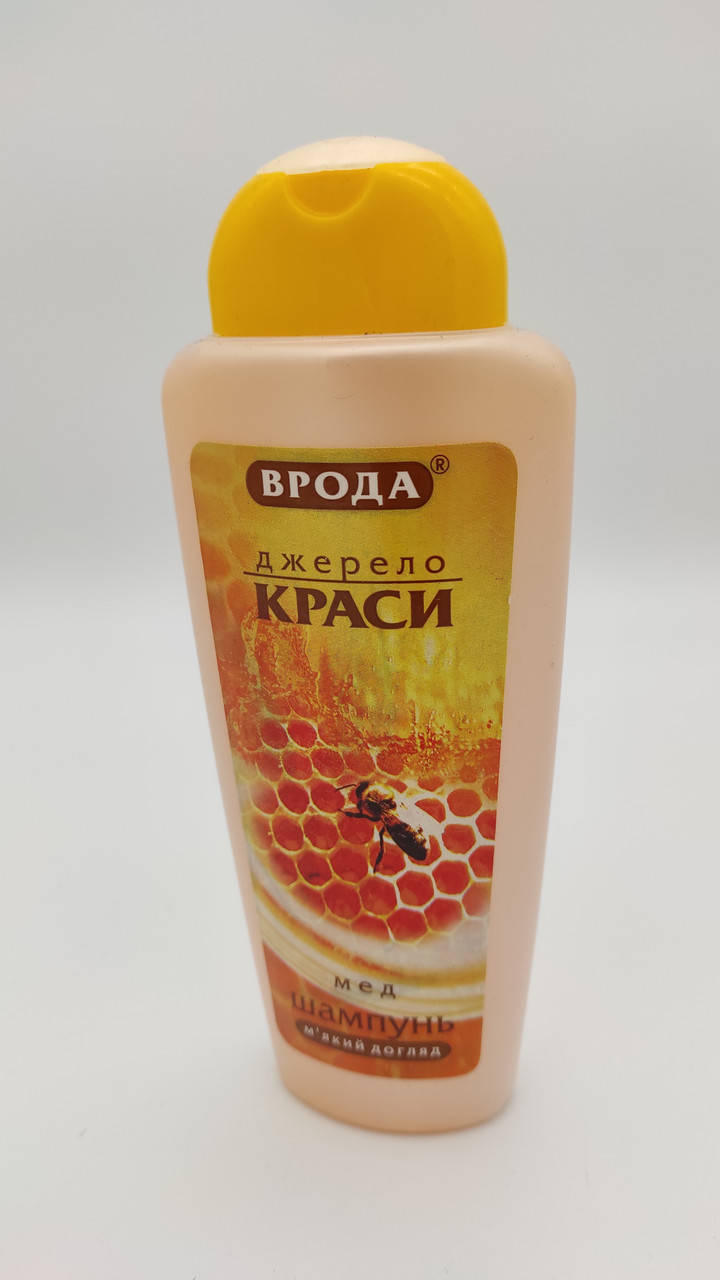 ВРОДА®
джерело
КРАСИ
мед
шампунь
м'який догляд